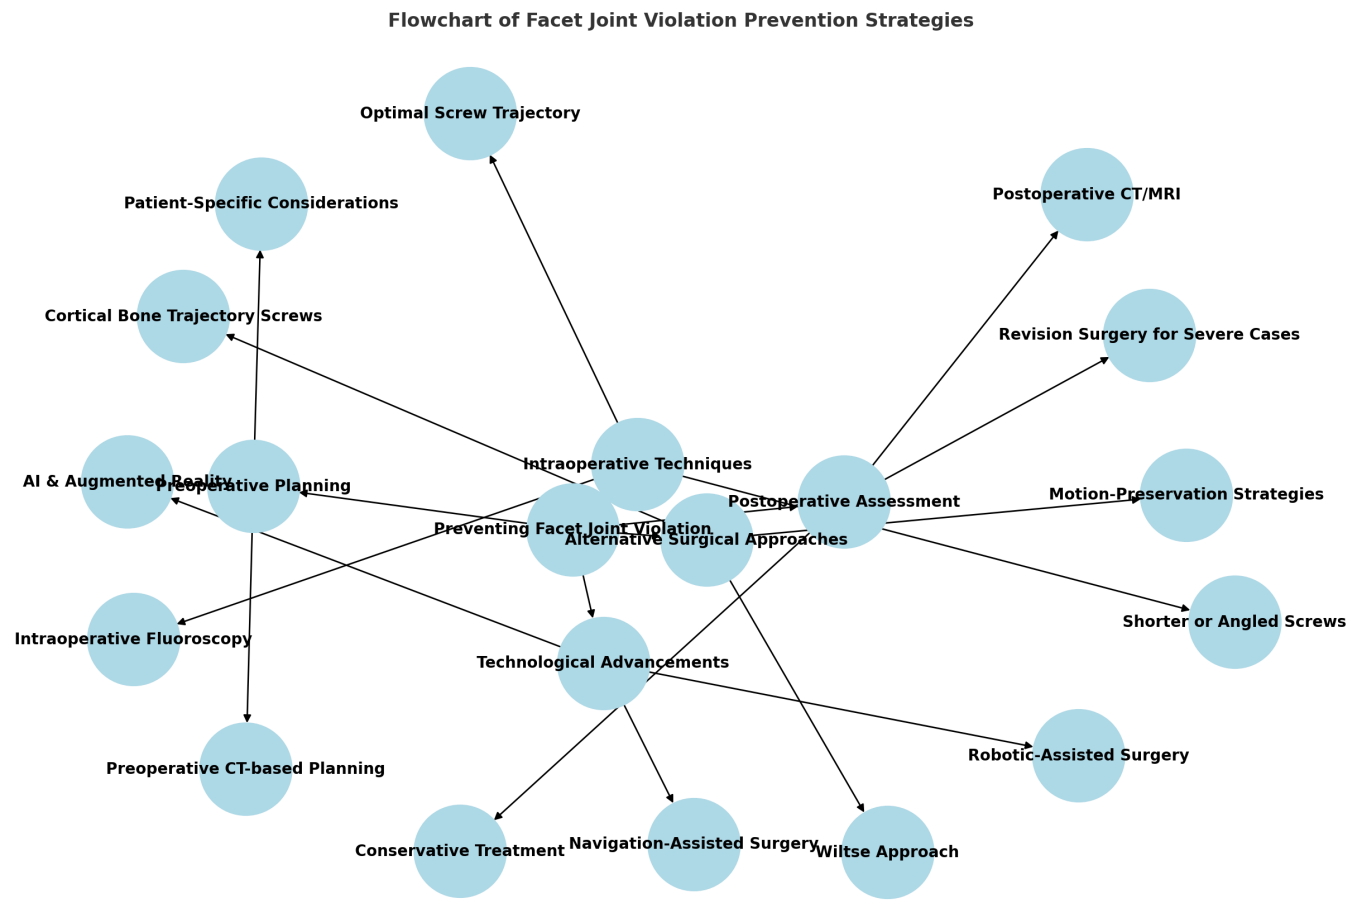 Flowchart of Facet Joint Violation Prevention Strategies
Optimal Screw Trajectory
Patient-Specific Considerations
Postoperative CT/MRI
Cortical Bone Trajectory Screws
Revision Surgery for Severe Cases
Intraoperative Techniques
AI & Augmented Reality
Preoperative Planning
Postoperative Assessment
Motion-Preservation Strategies
Preventing Facet Joint Violation
Alternative Surgical Approaches
Shorter or Angled Screws
Intraoperative Fluoroscopy
Technological Advancements
Robotic-Assisted Surgery
Preoperative CT-based Planning
Conservative Treatment
Navigation-Assisted Surgery
Wiltse Approach